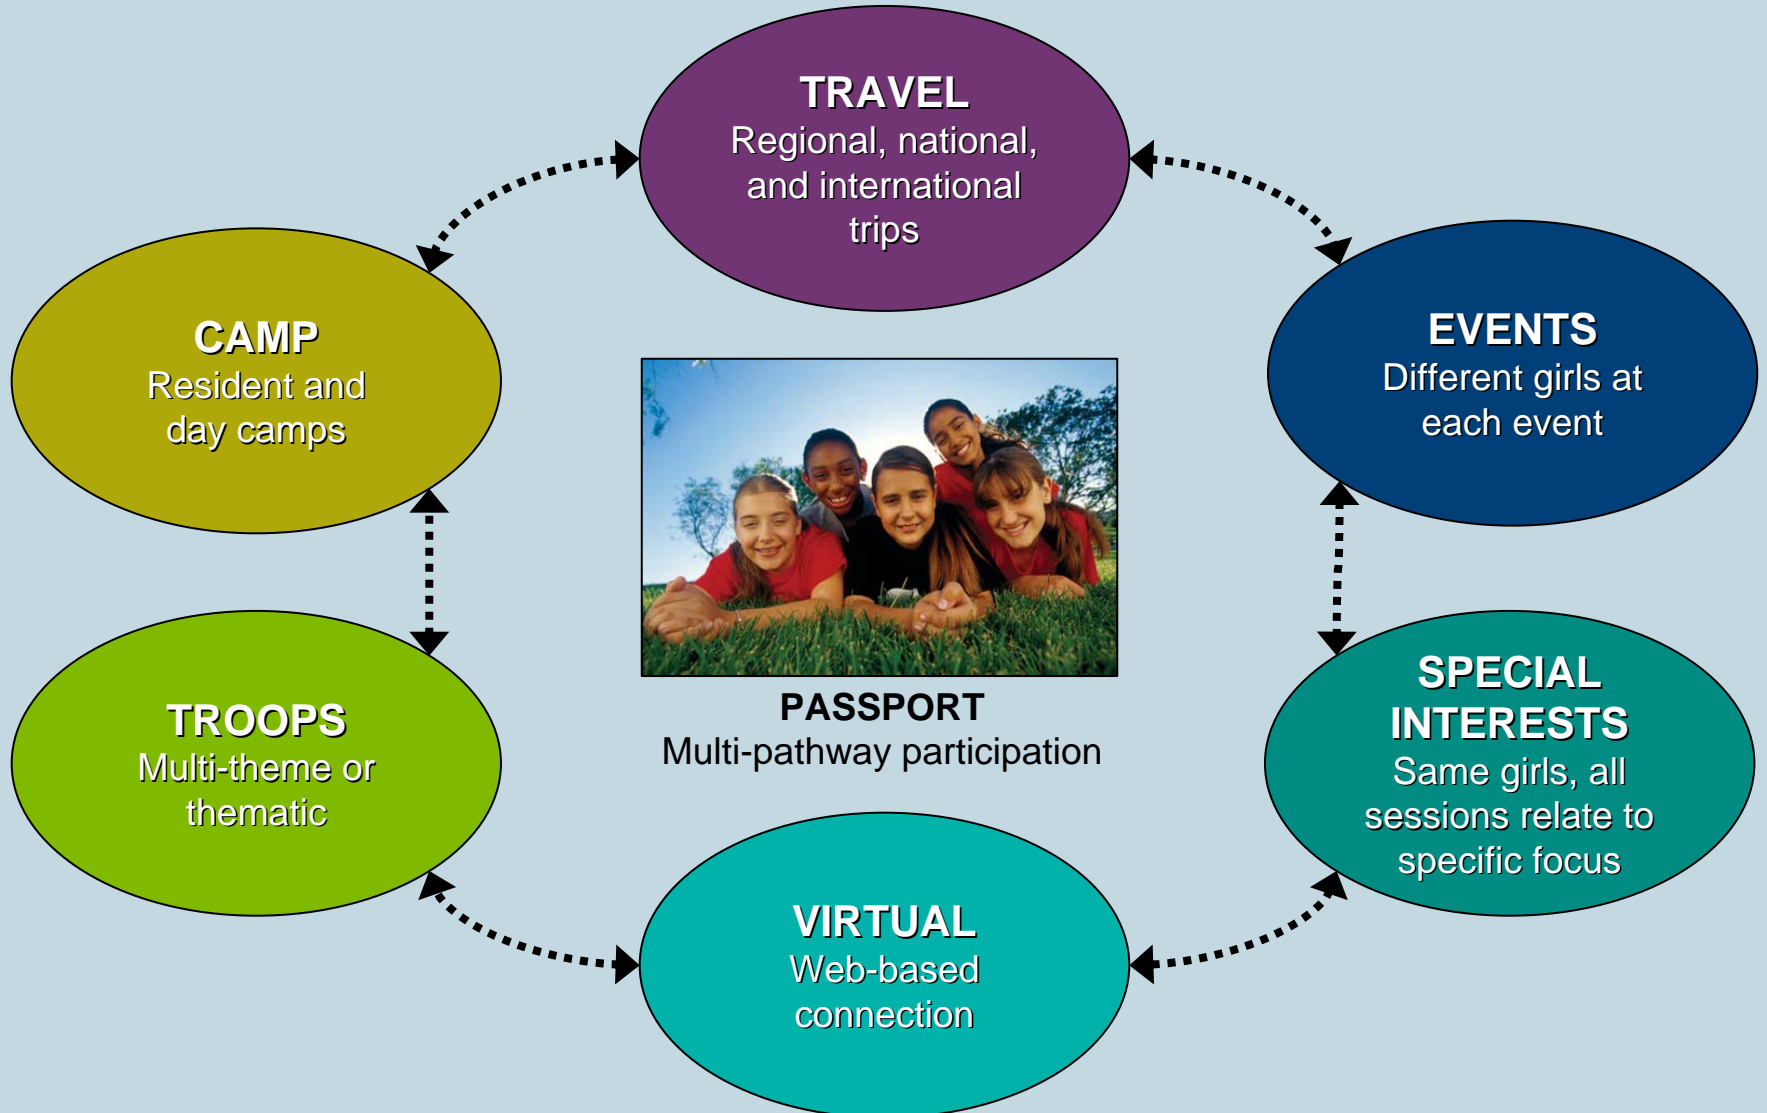 TRAVEL
Regional, national,
and international
trips
EVENTS
Different girls at
each event
SPECIAL
INTERESTS
Same girls, all
sessions relate to
specific focus
VIRTUAL
Web-based
connection
TROOPS
Multi-theme or
thematic
CAMP
Resident and
day camps
PASSPORT
Multi-pathway participation